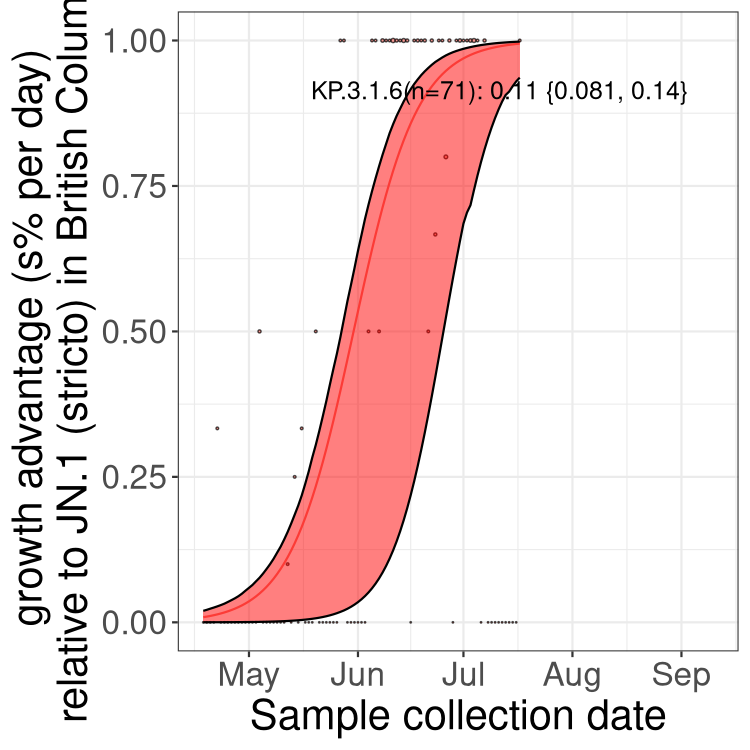 growth advantage (s% per day)
relative to JN.1 (stricto) in British Colum
1.00
0.75
0.50
0.25
0.00
KP.3.1.6(n=71): 0.11 {0.081, 0.14}
May Jun Jul Aug Sep
Sample collection date